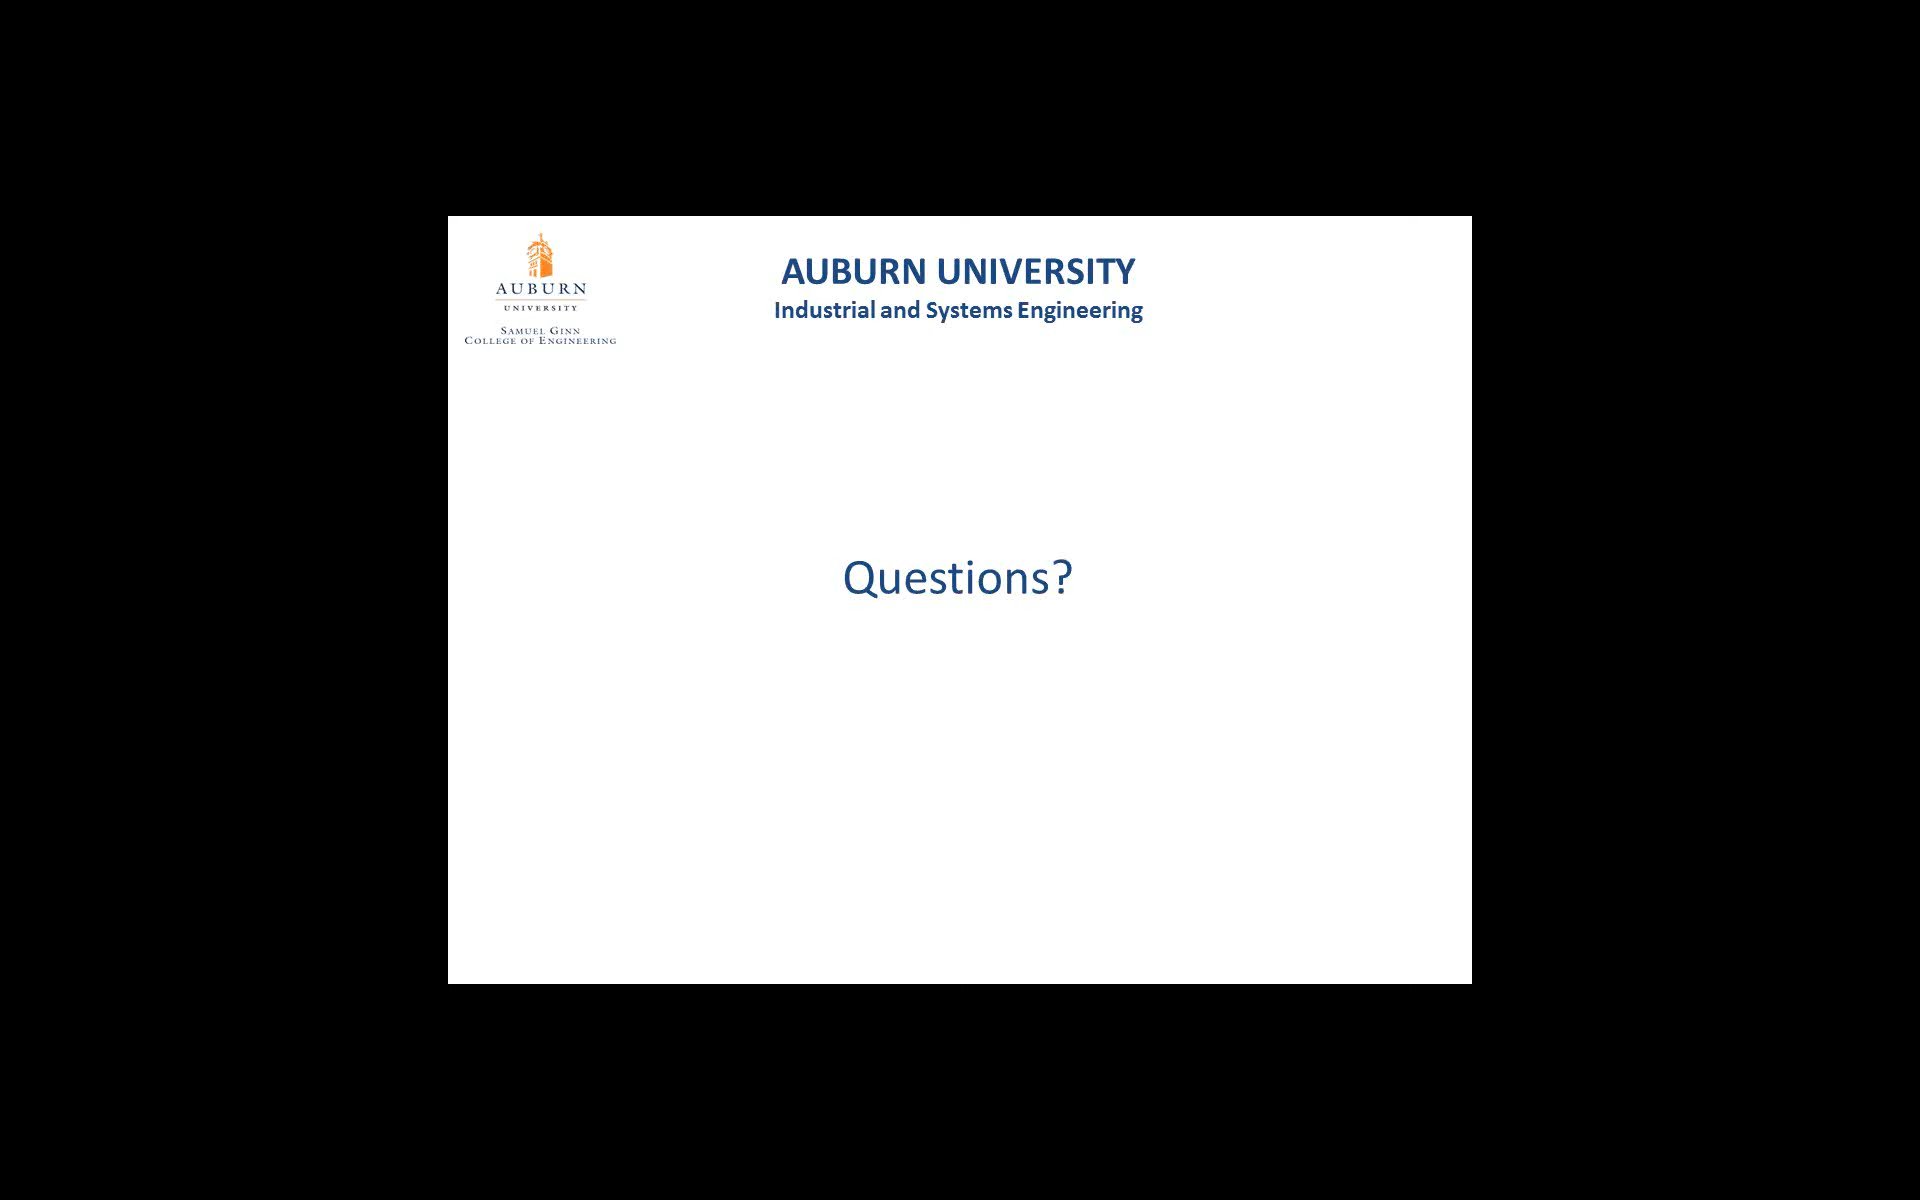 AUBURN
UNIVERSITY
SAMUEL GINN
COLLEGE OF ENGINEERING
AUBURN UNIVERSITY
Industrial and Systems Engineering
Questions?